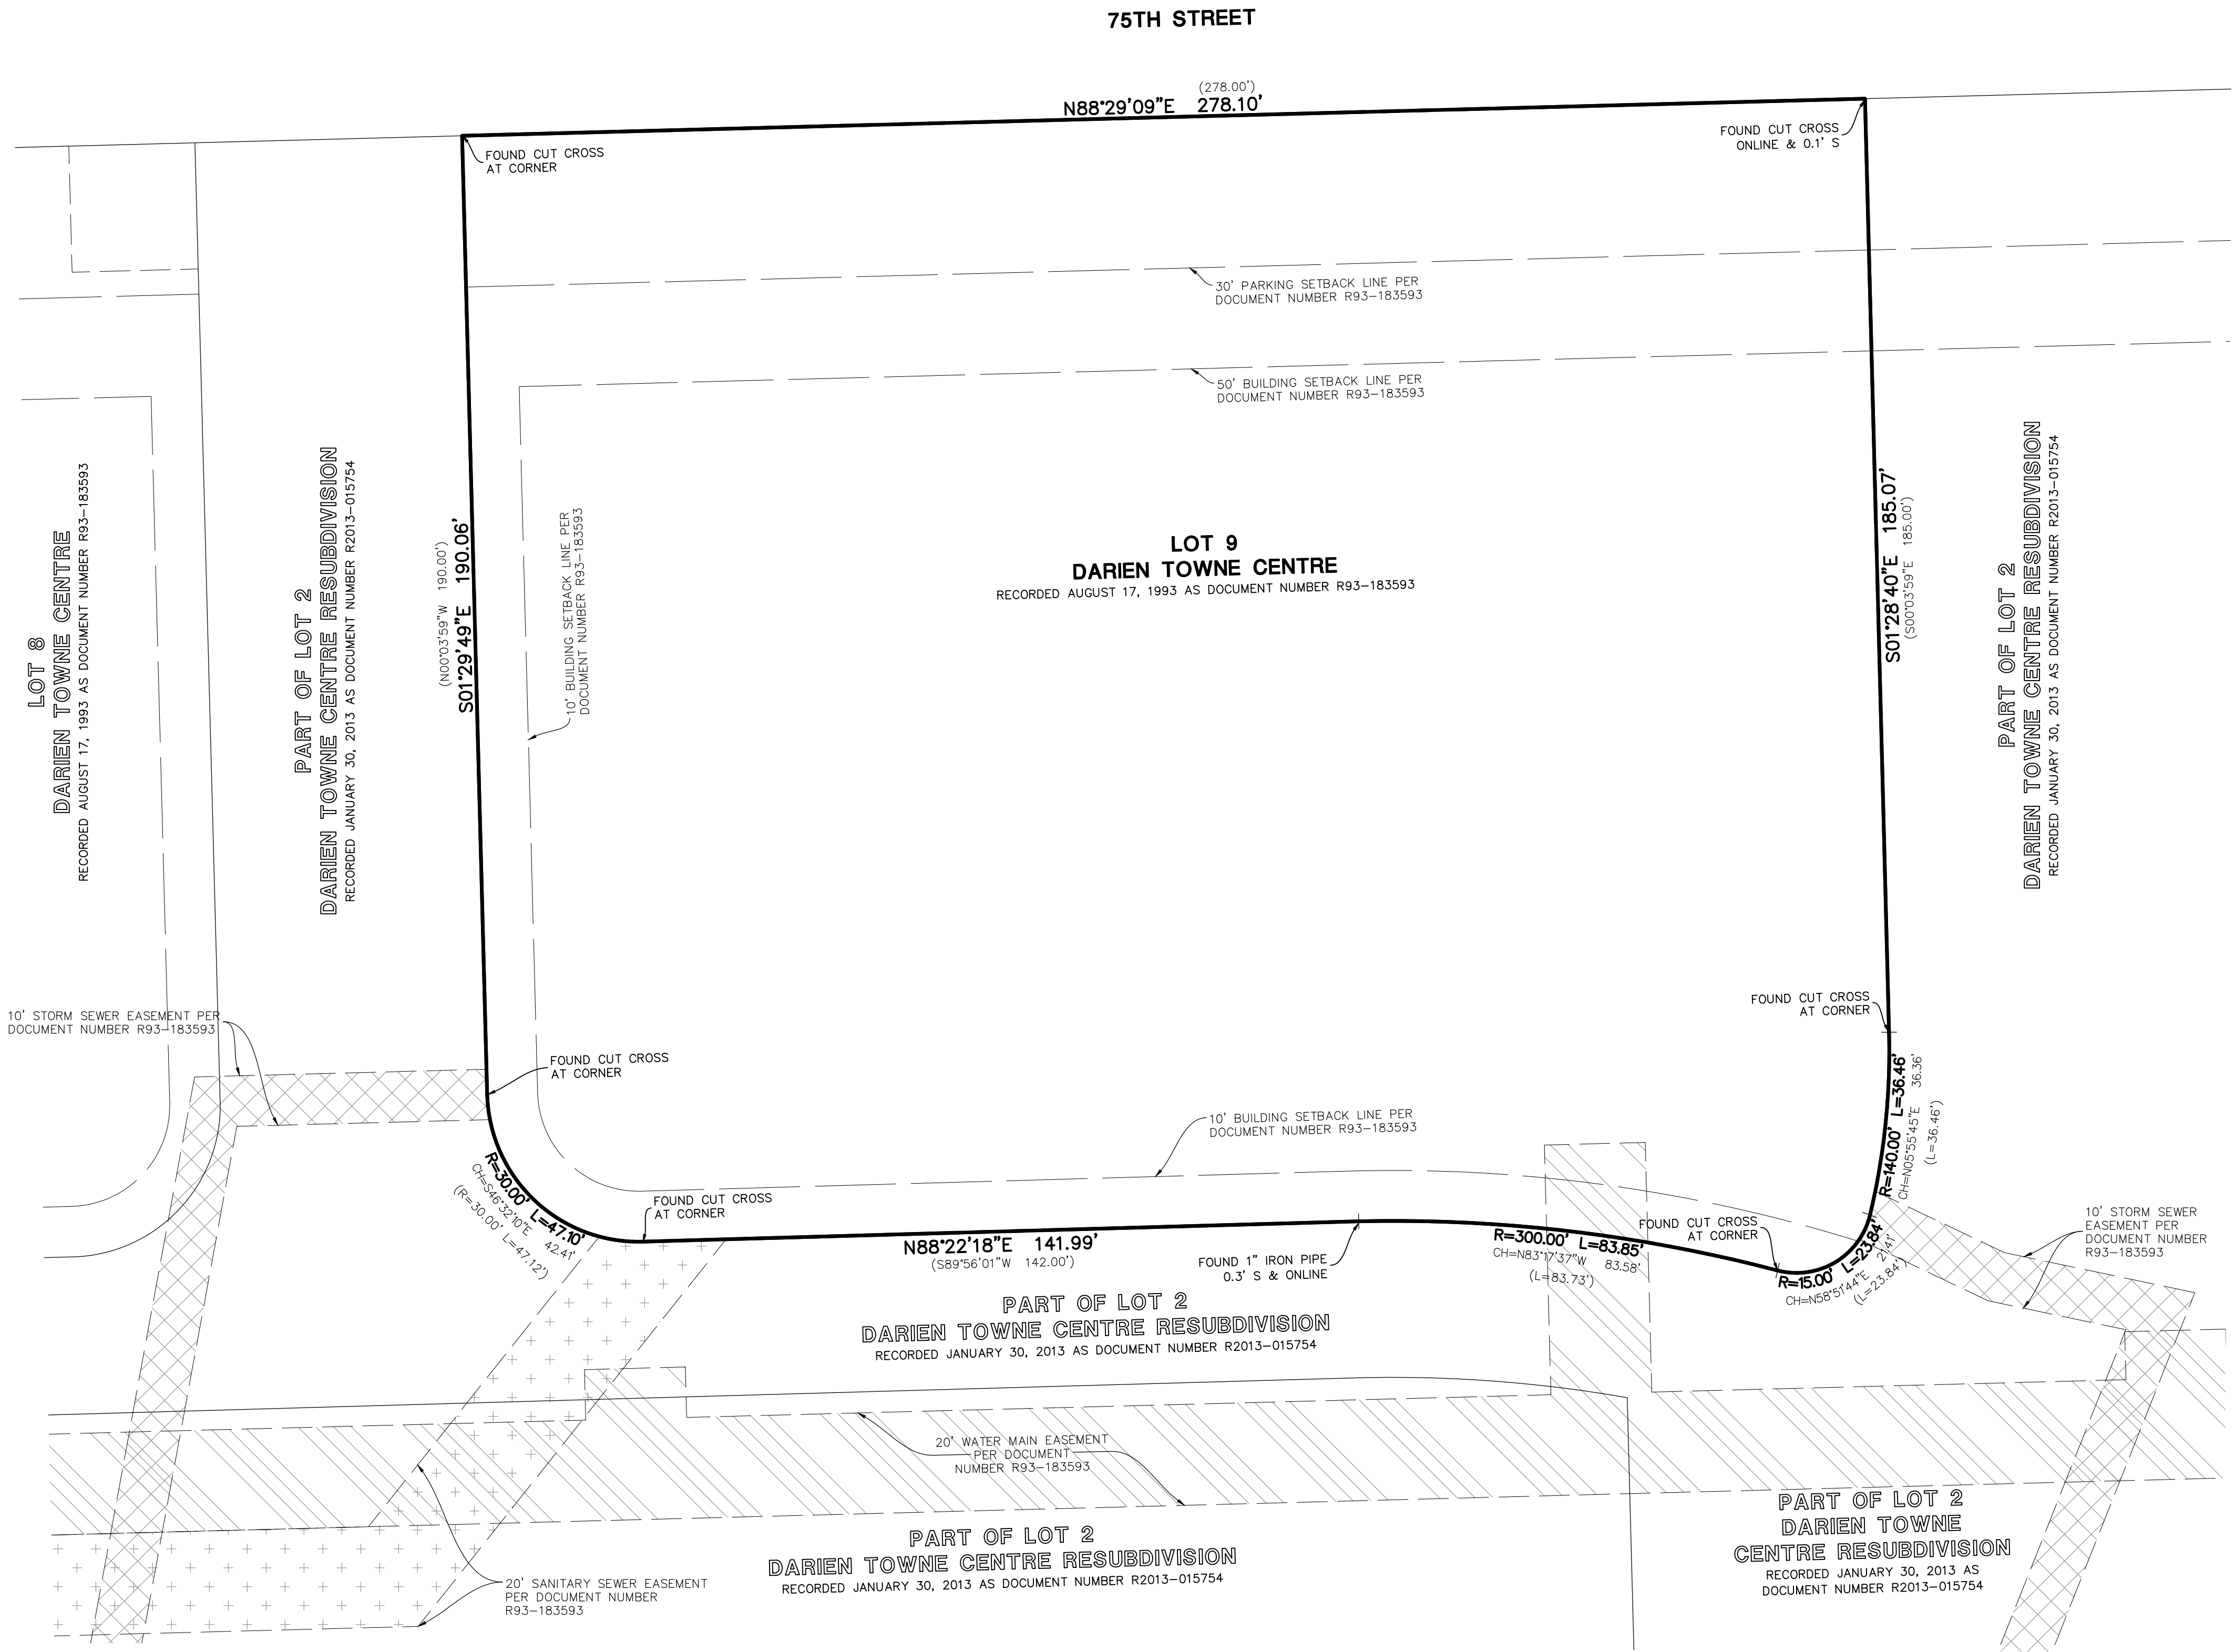 75TH STREET
(278.00')
N88°29'09"E 278.10'
FOUND CUT CROSS
AT CORNER
FOUND CUT CROSS
ONLINE & 0.1' S
30' PARKING SETBACK LINE PER
DOCUMENT NUMBER R93-183593
50' BUILDING SETBACK LINE PER
DOCUMENT NUMBER R93-183593
LOT 8
DARIEN TOWNE CENTRE
RECORDED AUGUST 17, 1993 AS DOCUMENT NUMBER R93-183593
PART OF LOT 2
DARIEN TOWNE CENTRE RESUBDIVISION
RECORDED JANUARY 30, 2013 AS DOCUMENT NUMBER R2013-015754
(N00°03'59"W 190.00')
S01°29'49"E 190.06'
10' BUILDING SETBACK LINE PER
DOCUMENT NUMBER R93-183593
LOT 9
DARIEN TOWNE CENTRE
RECORDED AUGUST 17, 1993 AS DOCUMENT NUMBER R93-183593
S01°28'40"E 185.07'
(S00°03'59"E 185.00')
PART OF LOT 2
DARIEN TOWNE CENTRE RESUBDIVISION
RECORDED JANUARY 30, 2013 AS DOCUMENT NUMBER R2013-015754
10' STORM SEWER EASEMENT PER
DOCUMENT NUMBER R93-183593
FOUND CUT CROSS
AT CORNER
FOUND CUT CROSS
AT CORNER
R=30.00' L=47.10'
CH=S46°32'10"E 42.41'
(R=30.00' L=47.12')
FOUND CUT CROSS
AT CORNER
10' BUILDING SETBACK LINE PER
DOCUMENT NUMBER R93-183593
R=140.00' L=36.46'
CH=N05°55'45"E 36.36'
(L=36.46')
N88°22'18"E 141.99'
(S89°56'01"W 142.00')
FOUND 1" IRON PIPE
0.3' S & ONLINE
R=300.00' L=83.85'
CH=N83°17'37"W 83.58'
(L=83.73')
FOUND CUT CROSS
AT CORNER
R=15.00' L=23.84'
CH=N58°51'44"E 21.41'
(L=23.84')
10' STORM SEWER
EASEMENT PER
DOCUMENT NUMBER
R93-183593
PART OF LOT 2
DARIEN TOWNE CENTRE RESUBDIVISION
RECORDED JANUARY 30, 2013 AS DOCUMENT NUMBER R2013-015754
20' WATER MAIN EASEMENT
PER DOCUMENT
NUMBER R93-183593
PART OF LOT 2
DARIEN TOWNE CENTRE RESUBDIVISION
RECORDED JANUARY 30, 2013 AS DOCUMENT NUMBER R2013-015754
20' SANITARY SEWER EASEMENT
PER DOCUMENT NUMBER
R93-183593
PART OF LOT 2
DARIEN TOWNE
CENTRE RESUBDIVISION
RECORDED JANUARY 30, 2013 AS
DOCUMENT NUMBER R2013-015754